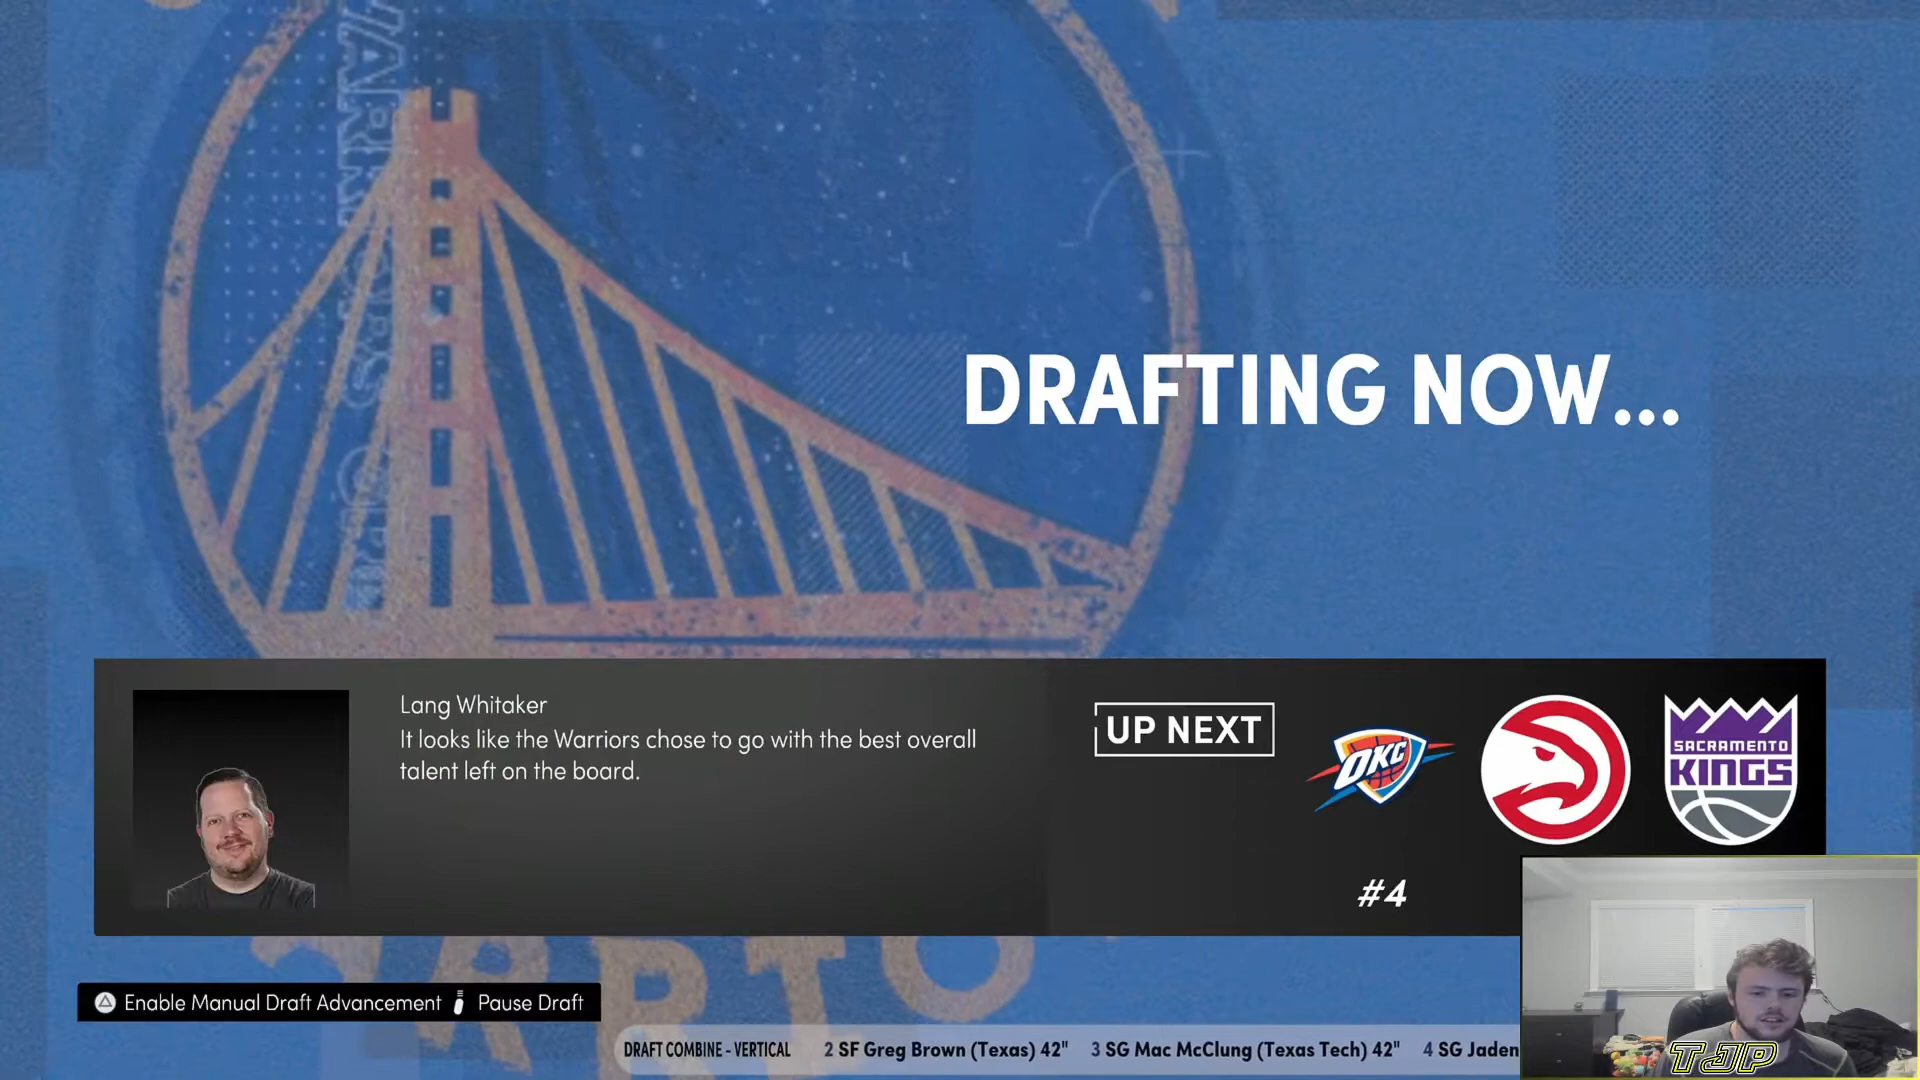 WARRIORS
DRAFTING NOW...
Lang Whitaker
It looks like the Warriors chose to go with the best overall
talent left on the board.
UP NEXT
OKC
SACRAMENTO
KINGS
#4
Enable Manual Draft Advancement
Pause Draft
DRAFT COMBINE - VERTICAL 2 SF Greg Brown (Texas) 42" 3 SG Mac McClung (Texas Tech) 42" 4 SG Jaden
TJP